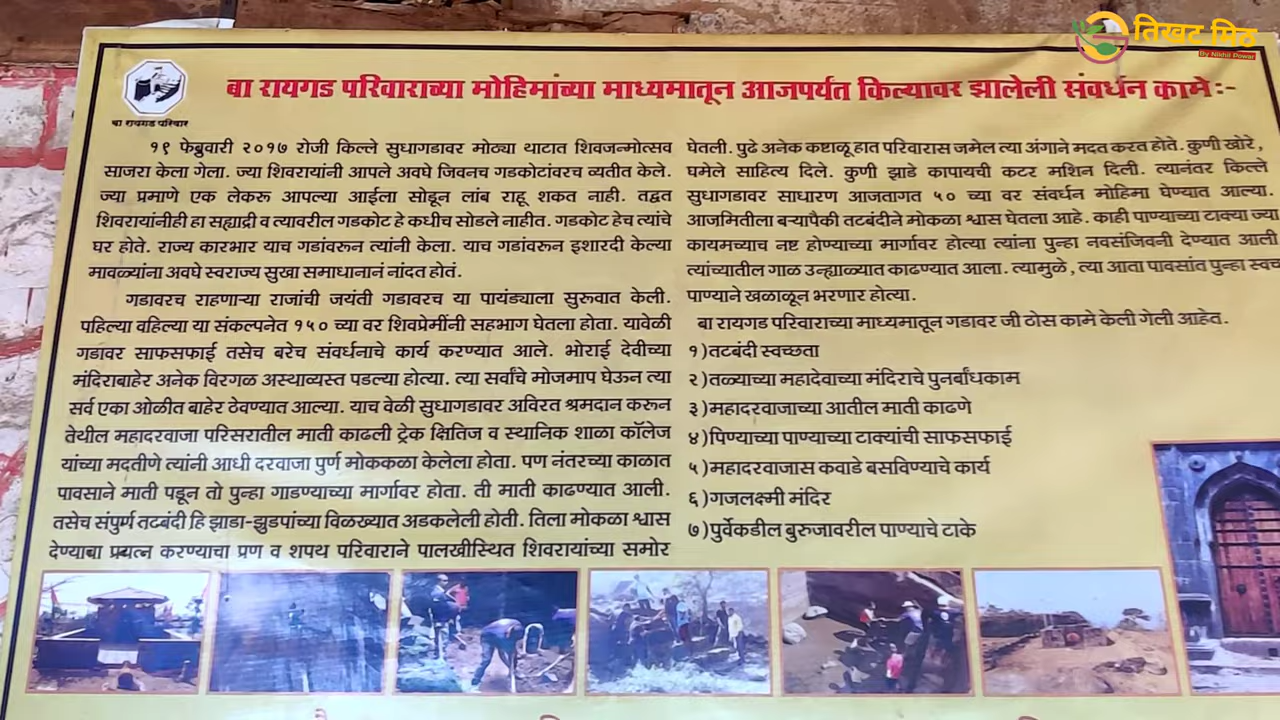 तिखट मिठ
By Nikhil Pawar
बा रायगड परिवार
बा रायगड परिवाराच्या मोहिमांच्या माध्यमातून आजपर्यत किल्यावर झालेली संवर्धन कामे:-
१९ फेब्रुवारी २०१७ रोजी किल्ले सुधागडावर मोठ्या थाटात शिवजन्मोत्सव
साजरा केला गेला. ज्या शिवरायांनी आपले अवघे जिवनच गडकोटांवरच व्यतीत केले.
ज्या प्रमाणे एक लेकरू आपल्या आईला सोडून लांब राहू शकत नाही. तद्वत
शिवरायांनीही हा सह्याद्री व त्यावरील गडकोट हे कधीच सोडले नाहीत. गडकोट हेच त्यांचे
घर होते. राज्य कारभार याच गडांवरून त्यांनी केला. याच गडांवरून इशारदी केल्या
मावळ्यांना अवघे स्वराज्य सुखा समाधानानं नांदत होतं.
गडावरच राहणाऱ्या राजांची जयंती गडावरच या पायंड्याला सुरुवात केली.
पहिल्या वहिल्या या संकल्पनेत १५० च्या वर शिवप्रेमींनी सहभाग घेतला होता. यावेळी
गडावर साफसफाई तसेच बरेच संवर्धनाचे कार्य करण्यात आले. भोराई देवीच्या
मंदिराबाहेर अनेक विरगळ अस्थाव्यस्त पडल्या होत्या. त्या सर्वांचे मोजमाप घेऊन त्या
सर्व एका ओळीत बाहेर ठेवण्यात आल्या. याच वेळी सुधागडावर अविरत श्रमदान करून
तेथील महादरवाजा परिसरातील माती काढली ट्रेक क्षितिज व स्थानिक शाळा कॉलेज
यांच्या मदतीणे त्यांनी आधी दरवाजा पुर्ण मोककळा केलेला होता. पण नंतरच्या काळात
पावसाने माती पडून तो पुन्हा गाडण्याच्या मार्गावर होता. ती माती काढण्यात आली.
तसेच संपुर्ण तटबंदी हि झाडा-झुडपांच्या विळख्यात अडकलेली होती. तिला मोकळा श्वास
देण्याबा प्रयत्न करण्याचा प्रण व शपथ परिवाराने पालखीस्थित शिवरायांच्या समोर
घेतली. पुढे अनेक कष्टाळू हात परिवारास जमेल त्या अंगाने मदत करत होते. कुणी खोरे,
घमेले साहित्य दिले. कुणी झाडे कापायची कटर मशिन दिली. त्यानंतर किल्ले
सुधागडावर साधारण आजतागत ५० च्या वर संवर्धन मोहिमा घेण्यात आल्या.
आजमितीला बऱ्यापैकी तटबंदीने मोकळा श्वास घेतला आहे. काही पाण्याच्या टाक्या ज्या
कायमच्याच नष्ट होण्याच्या मार्गावर होत्या त्यांना पुन्हा नवसंजिवनी देण्यात आली
त्यांच्यातील गाळ उन्ह्याळ्यात काढण्यात आला. त्यामुळे, त्या आता पावसांत पुन्हा स्वच
पाण्याने खळाळून भरणार होत्या.
बा रायगड परिवाराच्या माध्यमातून गडावर जी ठोस कामे केली गेली आहेत.
१)तटबंदी स्वच्छता
२)तळ्याच्या महादेवाच्या मंदिराचे पुनर्बांधकाम
३)महादरवाजाच्या आतील माती काढणे
४)पिण्याच्या पाण्याच्या टाक्यांची साफसफाई
५)महादरवाजास कवाडे बसविण्याचे कार्य
६)गजलक्ष्मी मंदिर
७)पुर्वेकडील बुरुजावरील पाण्याचे टाके